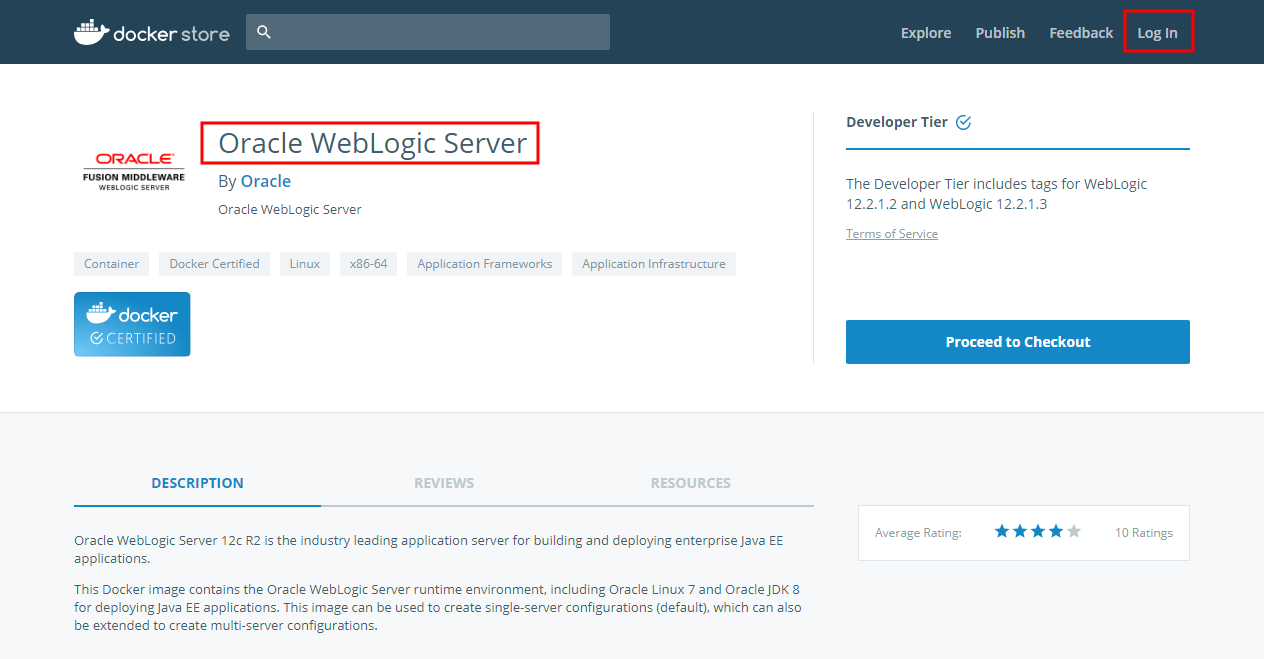 docker store
Explore
Publish
Feedback
Log In
ORACLE
FUSION MIDDLEWARE
WEBLOGIC SERVER
Oracle WebLogic Server
By Oracle
Oracle WebLogic Server
Container
Docker Certified
Linux
x86-64
Application Frameworks
Application Infrastructure
docker
CERTIFIED
Developer Tier
The Developer Tier includes tags for WebLogic
12.2.1.2 and WebLogic 12.2.1.3
Terms of Service
Proceed to Checkout
DESCRIPTION
REVIEWS
RESOURCES
Oracle WebLogic Server 12c R2 is the industry leading application server for building and deploying enterprise Java EE
applications.
This Docker image contains the Oracle WebLogic Server runtime environment, including Oracle Linux 7 and Oracle JDK 8
for deploying Java EE applications. This image can be used to create single-server configurations (default), which can also
be extended to create multi-server configurations.
Average Rating:
10 Ratings